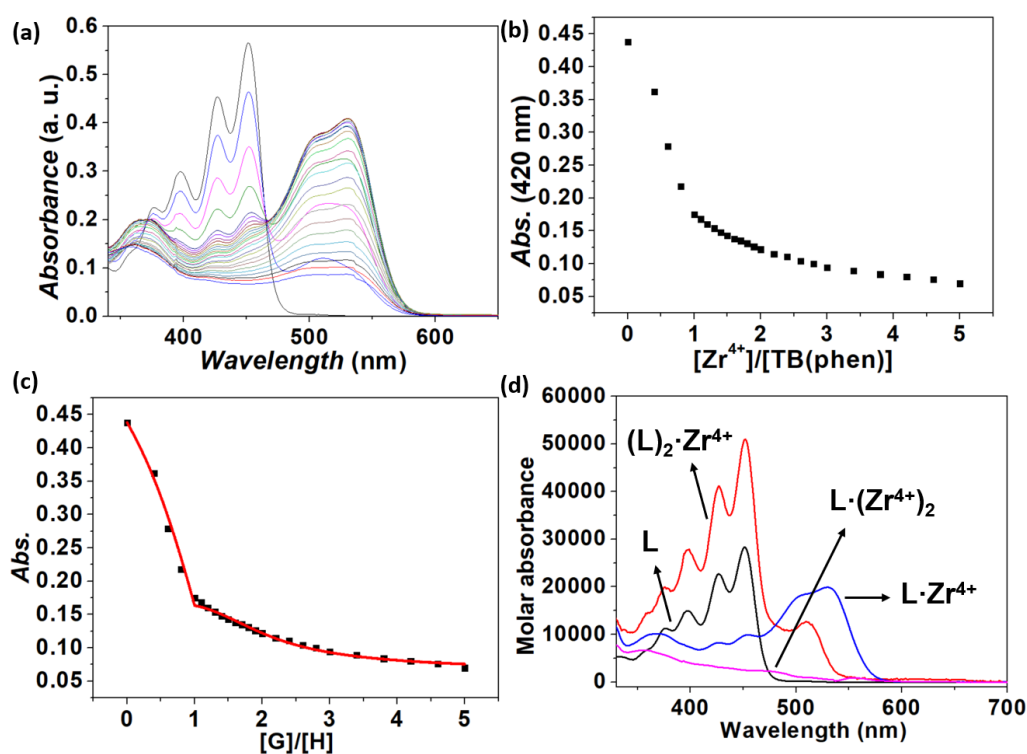 (a)
0.6
0.5
0.4
0.3
0.2
0.1
0.0
Absorbance (a. u.)
400 500 600
Wavelength (nm)
(b)
0.45
0.40
0.35
0.30
0.25
0.20
0.15
0.10
0.05
Abs. (420 nm)
0 1 2 3 4 5
[Zr⁴⁺]/[TB(phen)]
(c)
0.45
0.40
0.35
0.30
0.25
0.20
0.15
0.10
0.05
Abs.
0 1 2 3 4 5
[G]/[H]
(d)
60000
50000
40000
30000
20000
10000
0
Molar absorbance
(L)₂·Zr⁴⁺
L·(Zr⁴⁺)₂
L
L·Zr⁴⁺
400 500 600 700
Wavelength (nm)